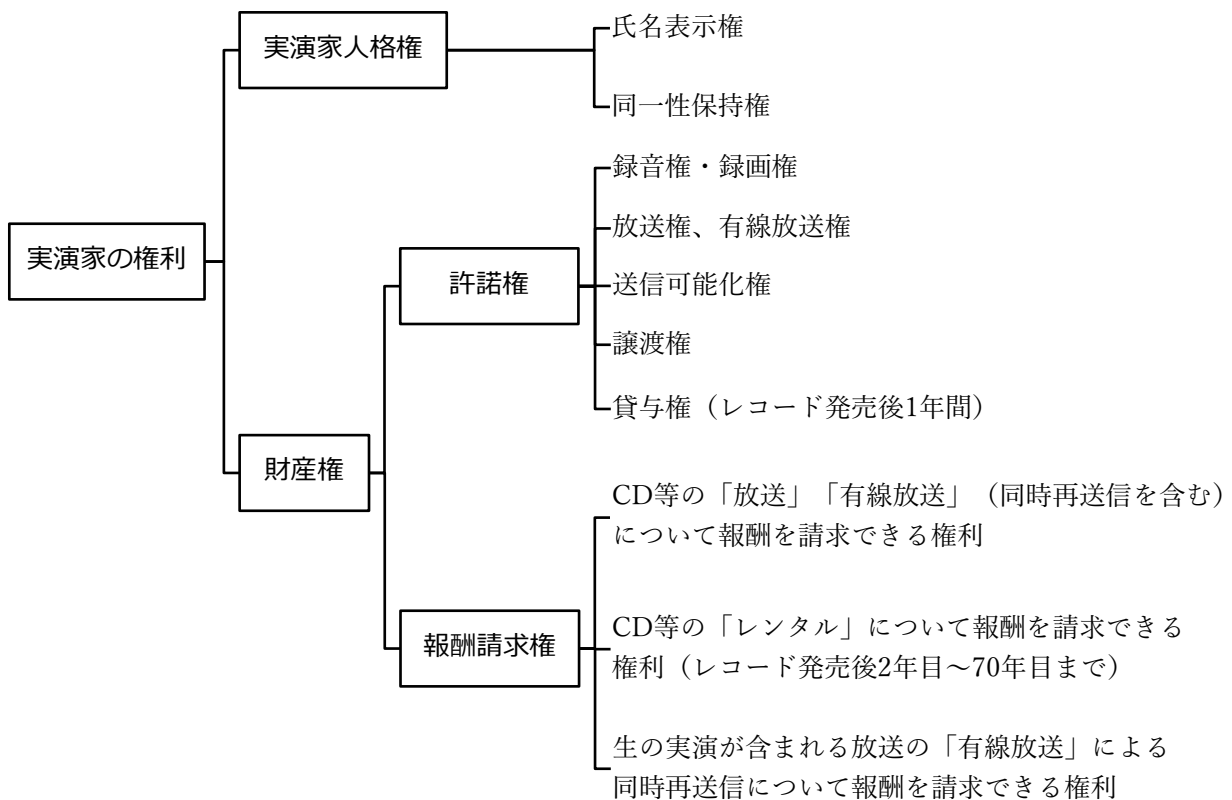 実演家の権利
実演家人格権
氏名表示権
同一性保持権
財産権
許諾権
録音権・録画権
放送権、有線放送権
送信可能化権
譲渡権
貸与権（レコード発売後1年間）
報酬請求権
CD等の「放送」「有線放送」（同時再送信を含む）
について報酬を請求できる権利
CD等の「レンタル」について報酬を請求できる
権利（レコード発売後2年目～70年目まで）
生の実演が含まれる放送の「有線放送」による
同時再送信について報酬を請求できる権利